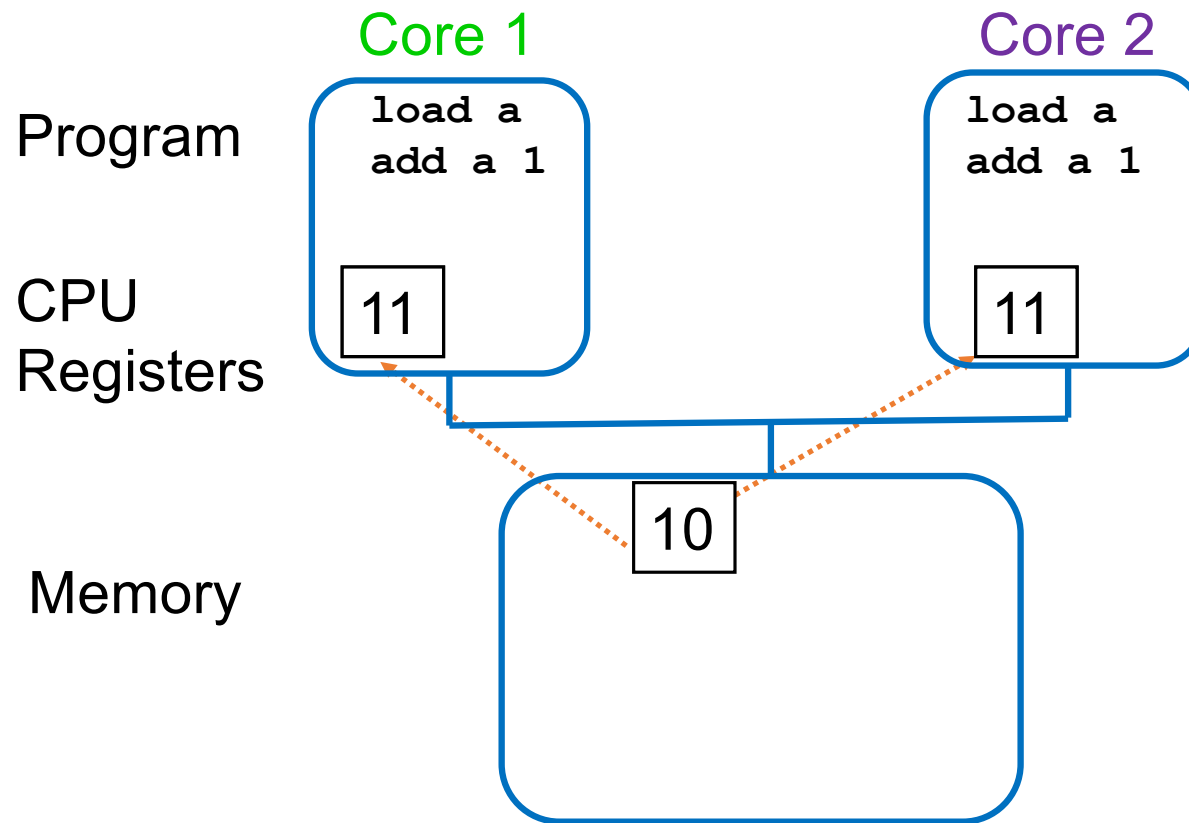 Core 1
Core 2
Program
load a
add a 1
load a
add a 1
CPU
Registers
11
11
10
Memory